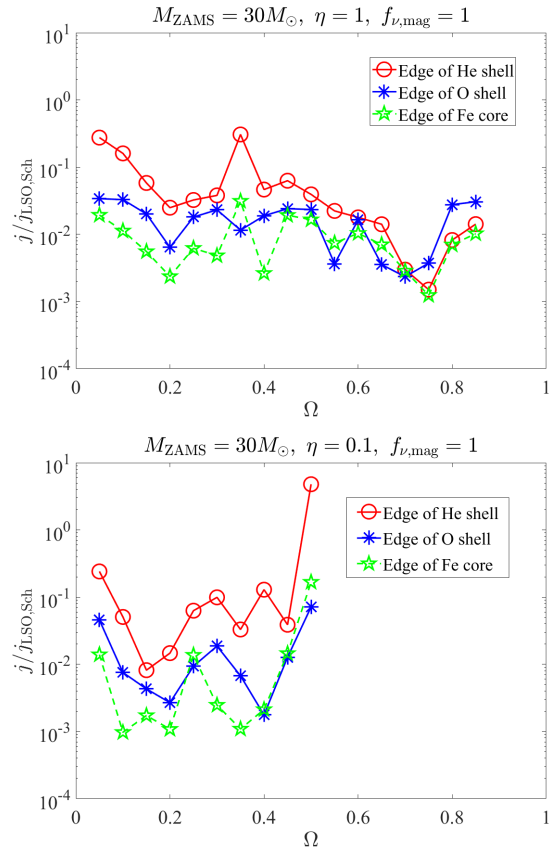 M_ZAMS = 30M_⊙, η = 1, f_ν,mag = 1
10^1
10^0
10^-1
10^-2
10^-3
10^-4
j/j_LSO,Sch
Edge of He shell
Edge of O shell
Edge of Fe core
0 0.2 0.4 0.6 0.8 1
Ω
M_ZAMS = 30M_⊙, η = 0.1, f_ν,mag = 1
10^1
10^0
10^-1
10^-2
10^-3
10^-4
j/j_LSO,Sch
Edge of He shell
Edge of O shell
Edge of Fe core
0 0.2 0.4 0.6 0.8 1
Ω